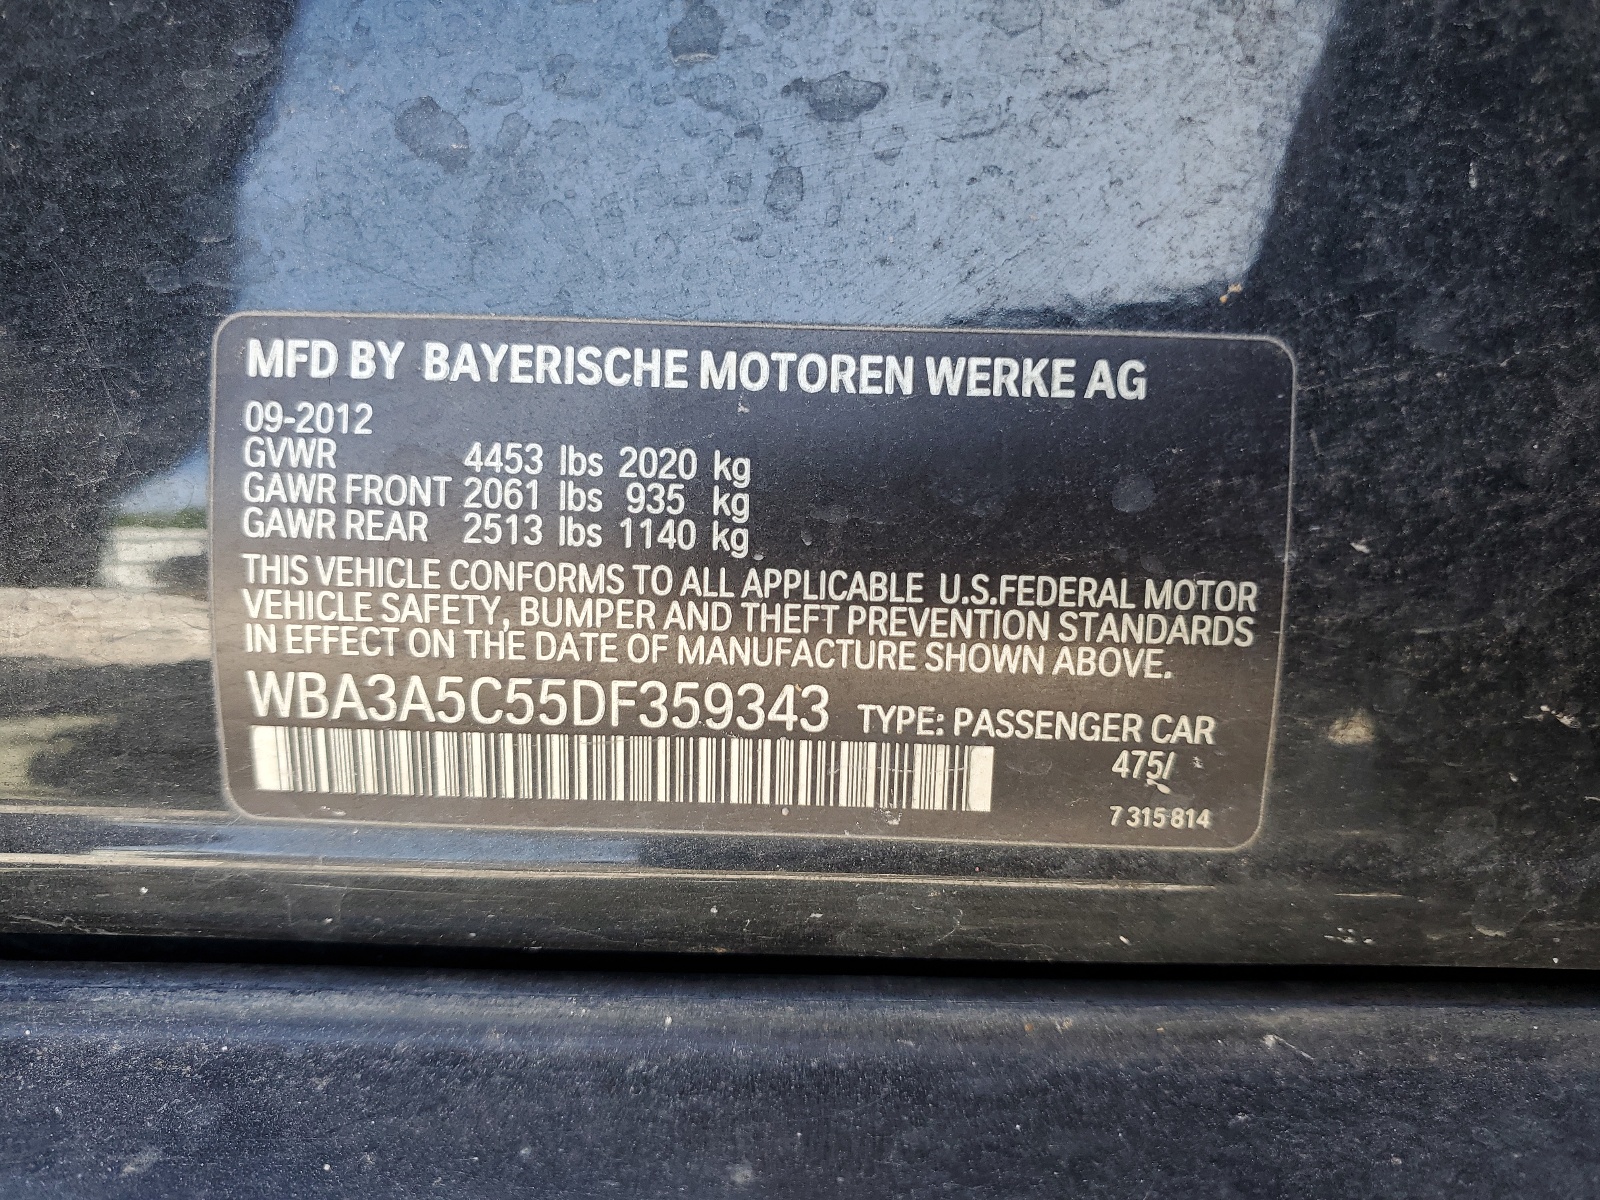 MFD BY BAYERISCHE MOTOREN WERKE AG
09-2012
GVWR 4453 lbs 2020 kg
GAWR FRONT 2061 lbs 935 kg
GAWR REAR 2513 lbs 1140 kg
THIS VEHICLE CONFORMS TO ALL APPLICABLE U.S.FEDERAL MOTOR
VEHICLE SAFETY, BUMPER AND THEFT PREVENTION STANDARDS
IN EFFECT ON THE DATE OF MANUFACTURE SHOWN ABOVE.
WBA3A5C55DF359343 TYPE: PASSENGER CAR
475/
7 315 814